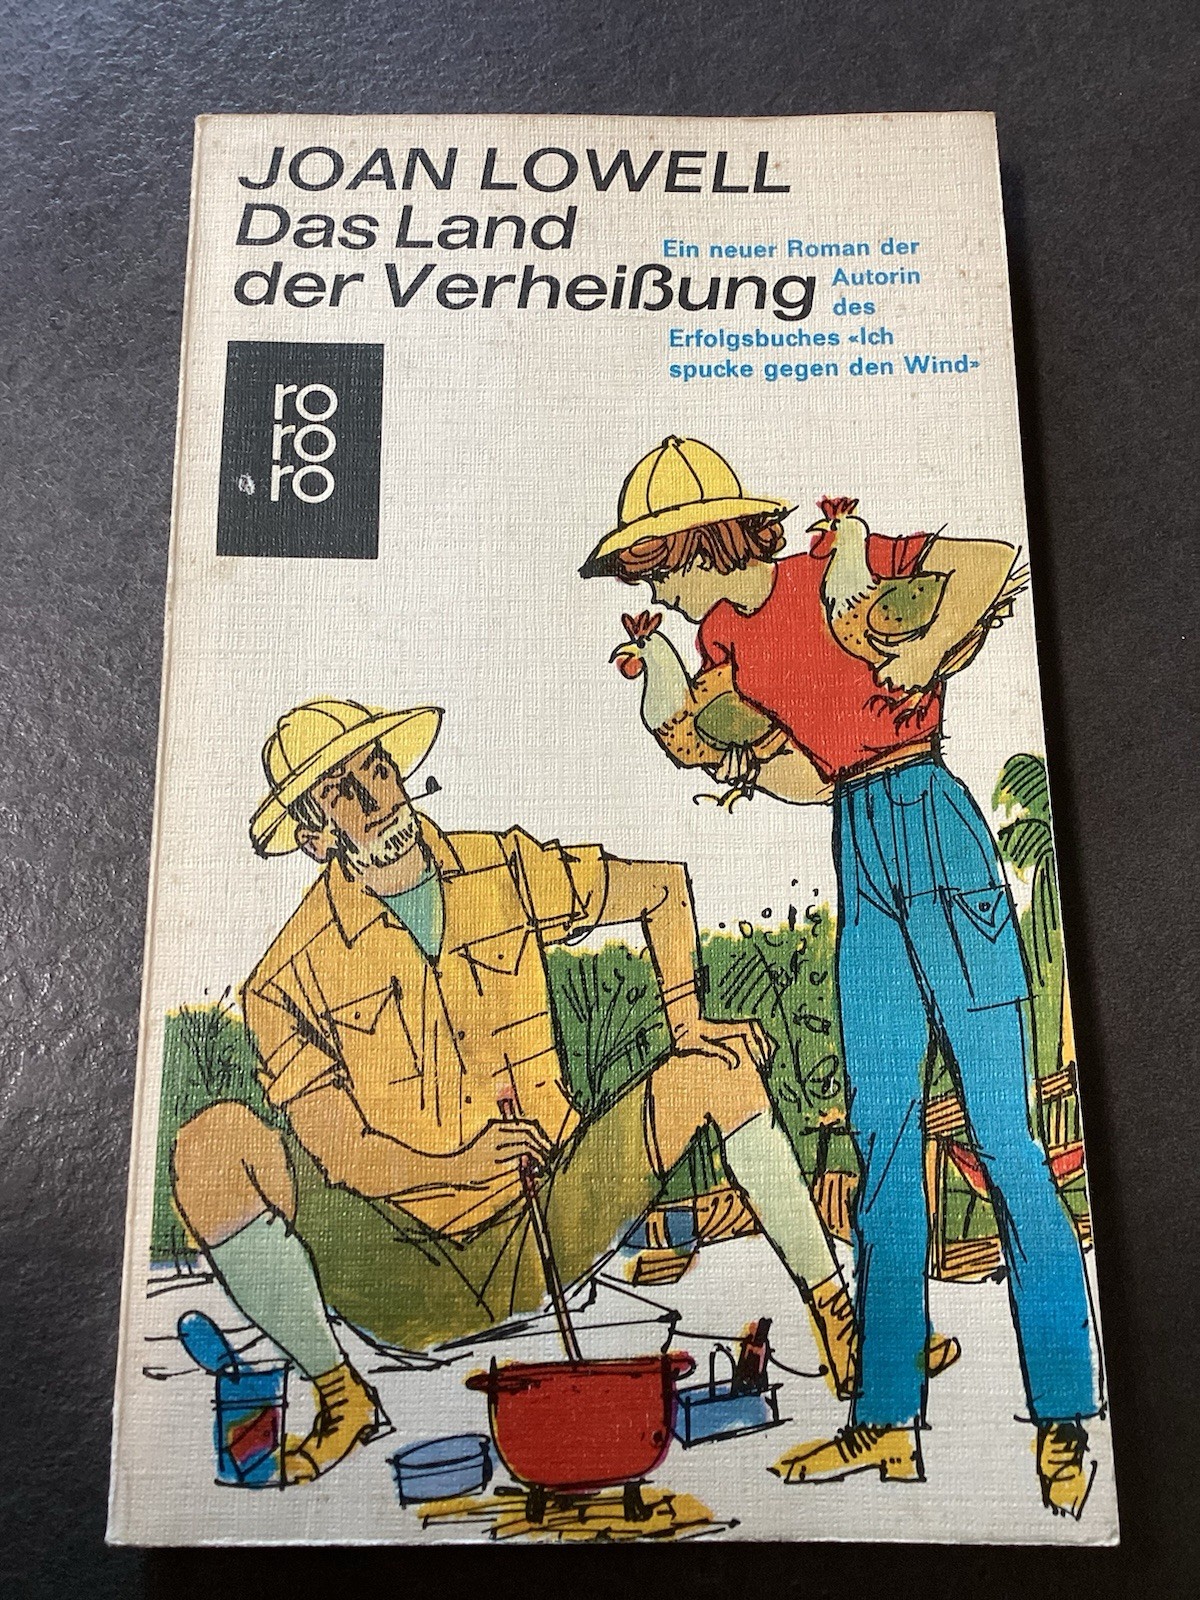 JOAN LOWELL
Das Land
der Verheißung
Ein neuer Roman der
Autorin
des
Erfolgsbuches «Ich
spucke gegen den Wind»
ro
ro
ro